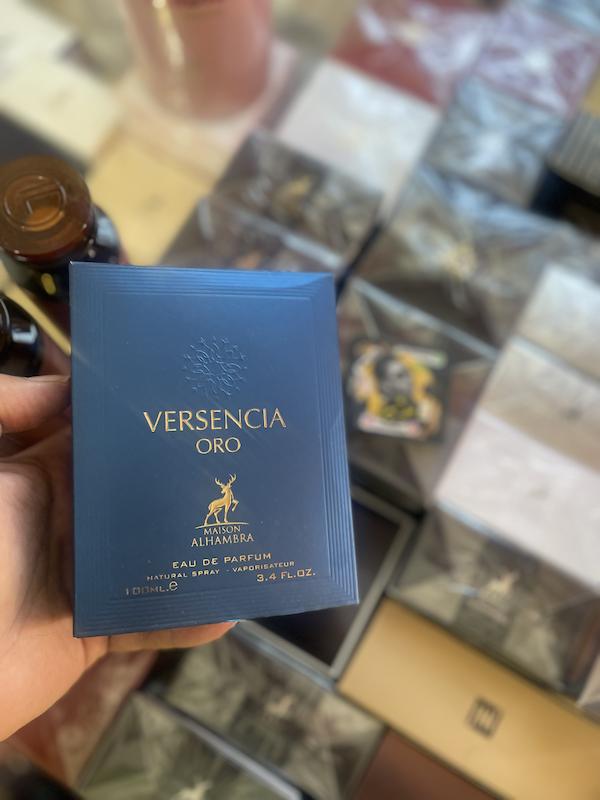 VERSENCIA
ORO
MAISON
ALHAMBRA
EAU DE PARFUM
NATURAL SPRAY - VAPORISATEUR
100ML.e 3.4 FL.OZ.